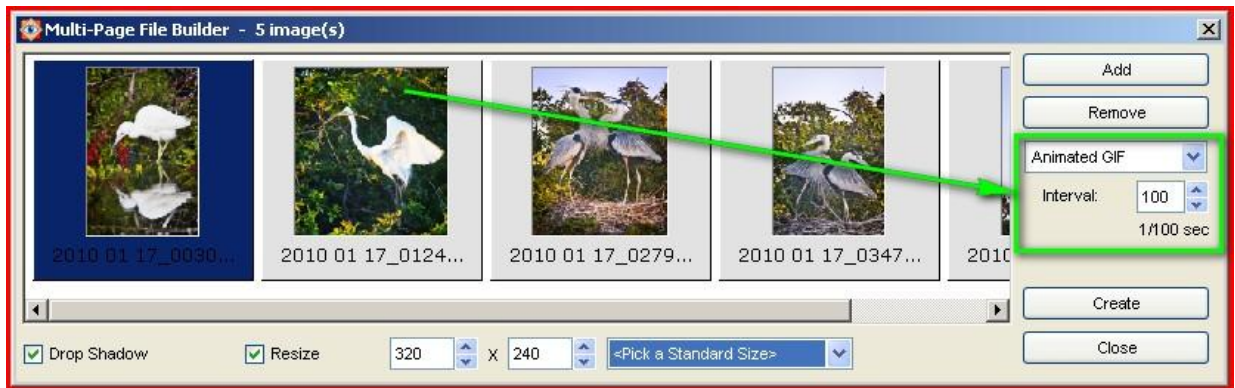 Multi-Page File Builder - 5 image(s)
Add
Remove
Animated GIF
Interval: 100
1/100 sec
2010 01 17_0030...
2010 01 17_0124...
2010 01 17_0279...
2010 01 17_0347...
2010
Create
Drop Shadow
Resize
320 x 240
<Pick a Standard Size>
Close